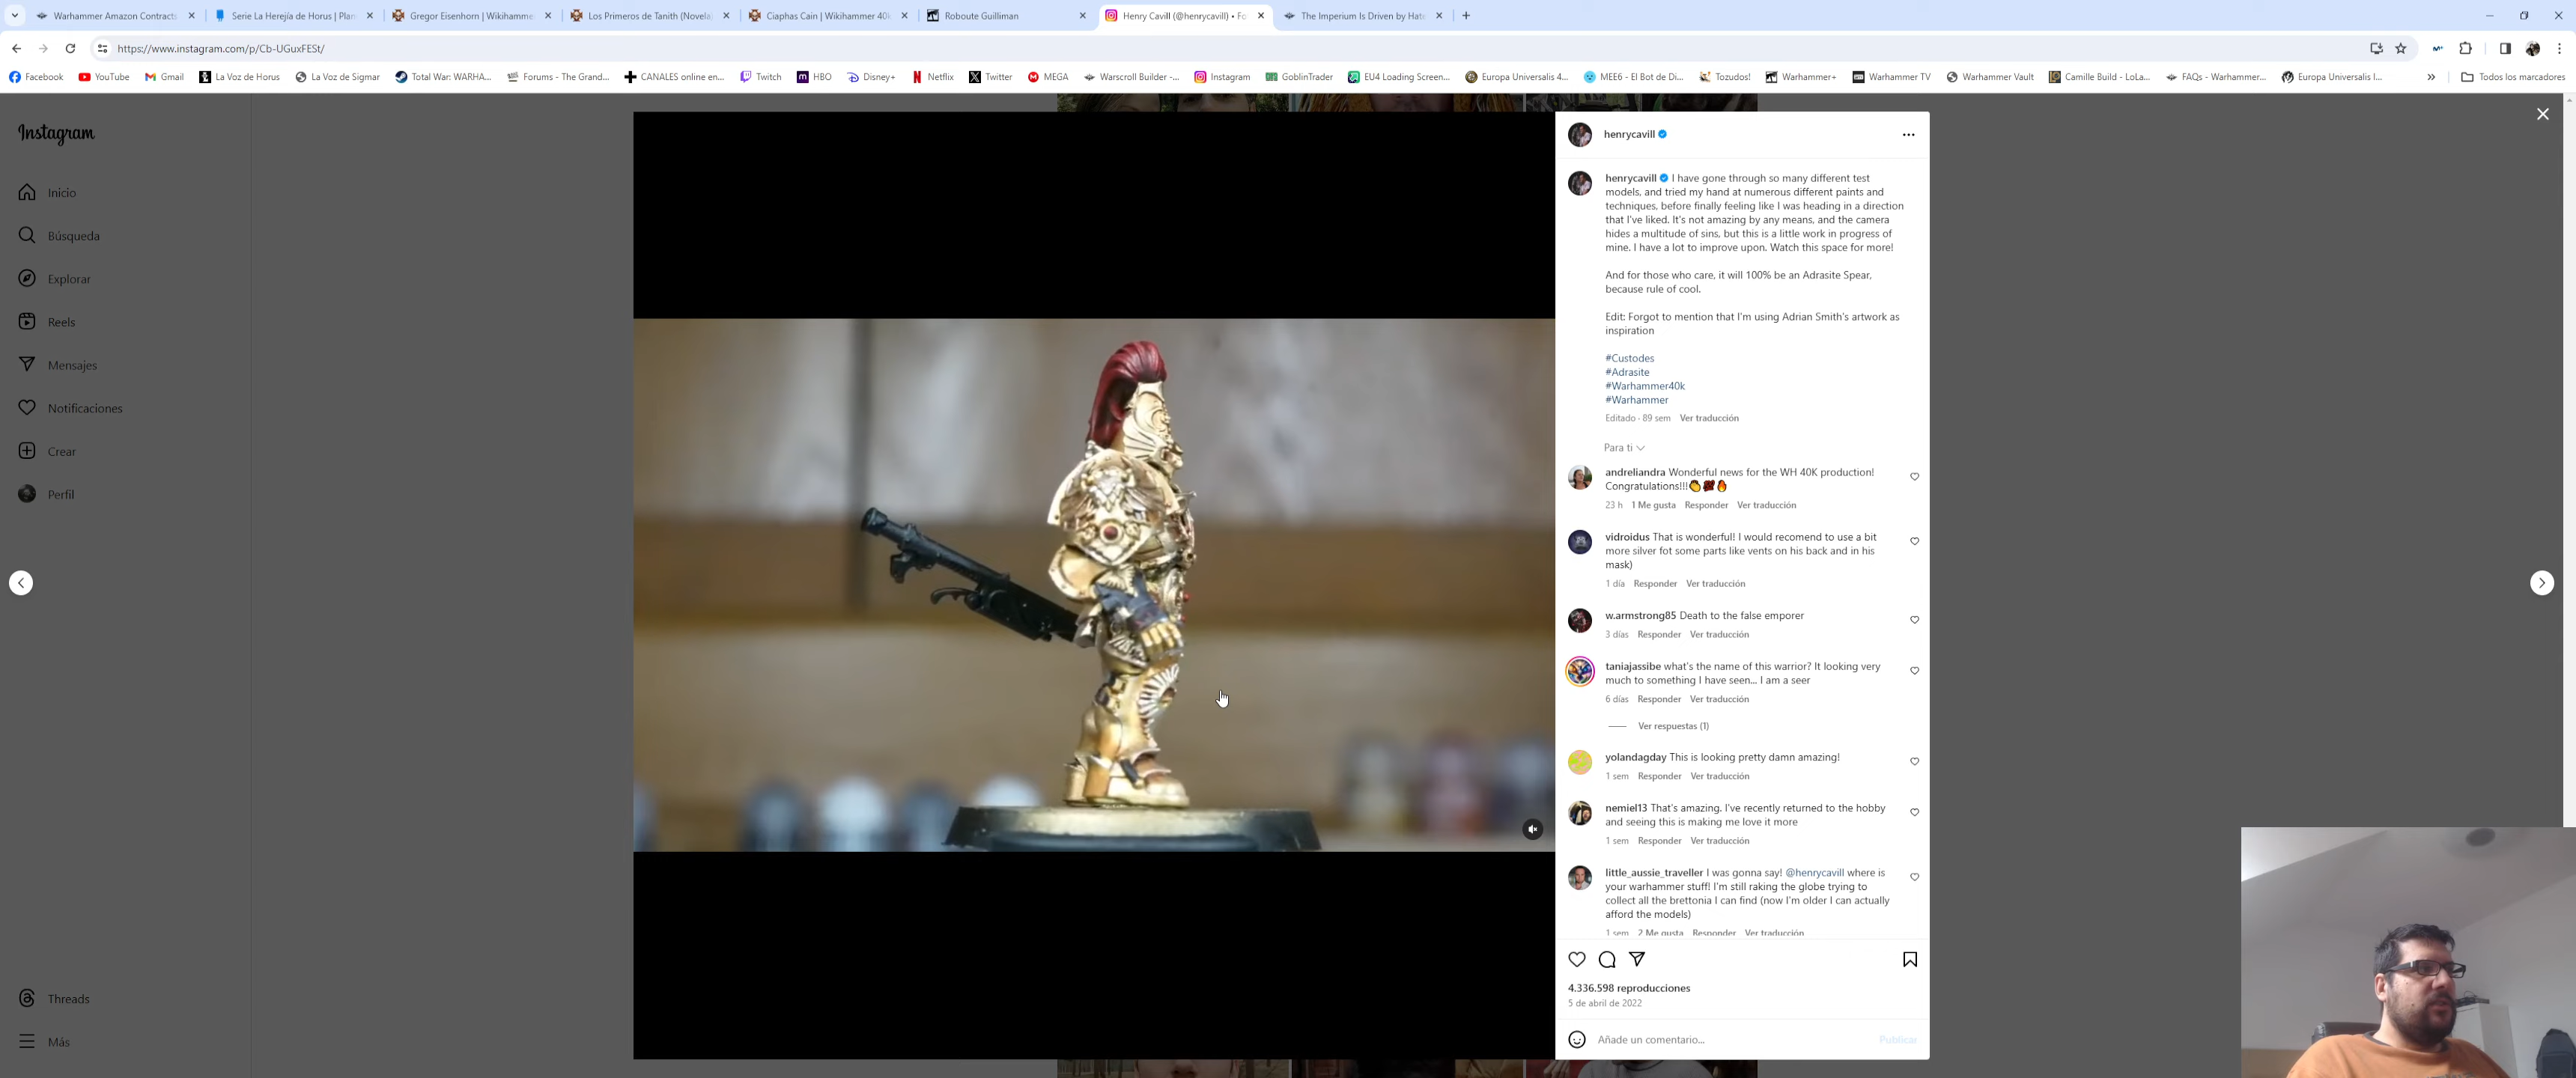 Warhammer Amazon Contracts
Serie La Herejía de Horus | Plan
Gregor Eisenhorn | Wikihamme
Los Primeros de Tanith (Novela
Ciaphas Cain | Wikihammer 40
Roboute Guilliman
Henry Cavill (@henrycavill) • Fo
The Imperium Is Driven by Hate
https://www.instagram.com/p/Cb-UGuxFESt/
Facebook
YouTube
Gmail
La Voz de Horus
La Voz de Sigmar
Total War: WARHA...
Forums - The Grand...
CANALES online en...
Twitch
HBO
Disney+
Netflix
Twitter
MEGA
Warscroll Builder -...
Instagram
GoblinTrader
EU4 Loading Screen...
Europa Universalis 4...
MEE6 - El Bot de Di...
Tozudos!
Warhammer+
Warhammer TV
Warhammer Vault
Camille Build - LoLa...
FAQs - Warhammer...
Europa Universalis I...
Todos los marcadores
Instagram
Inicio
Búsqueda
Explorar
Reels
Mensajes
Notificaciones
Crear
Perfil
Threads
Más
henrycavill
henrycavill I have gone through so many different test
models, and tried my hand at numerous different paints and
techniques, before finally feeling like I was heading in a direction
that I've liked. It's not amazing by any means, and the camera
hides a multitude of sins, but this is a little work in progress of
mine. I have a lot to improve upon. Watch this space for more!
And for those who care, it will 100% be an Adrasite Spear,
because rule of cool.
Edit: Forgot to mention that I'm using Adrian Smith's artwork as
inspiration
#Custodes
#Adrasite
#Warhammer40k
#Warhammer
Editado · 89 sem Ver traducción
Para ti
andreliandra Wonderful news for the WH 40K production!
Congratulations!!!👏💯🔥
23 h 1 Me gusta Responder Ver traducción
vidroidus That is wonderful! I would recomend to use a bit
more silver fot some parts like vents on his back and in his
mask)
1 día Responder Ver traducción
w.armstrong85 Death to the false emporer
3 días Responder Ver traducción
taniajassibe what's the name of this warrior? It looking very
much to something I have seen... I am a seer
6 días Responder Ver traducción
Ver respuestas (1)
yolandagday This is looking pretty damn amazing!
1 sem Responder Ver traducción
nemiel13 That's amazing. I've recently returned to the hobby
and seeing this is making me love it more
1 sem Responder Ver traducción
little_aussie_traveller I was gonna say! @henrycavill where is
your warhammer stuff! I'm still raking the globe trying to
collect all the brettonia I can find (now I'm older I can actually
afford the models)
1 sem 2 Me gusta Responder Ver traducción
4.336.598 reproducciones
5 de abril de 2022
Añade un comentario...
Publicar